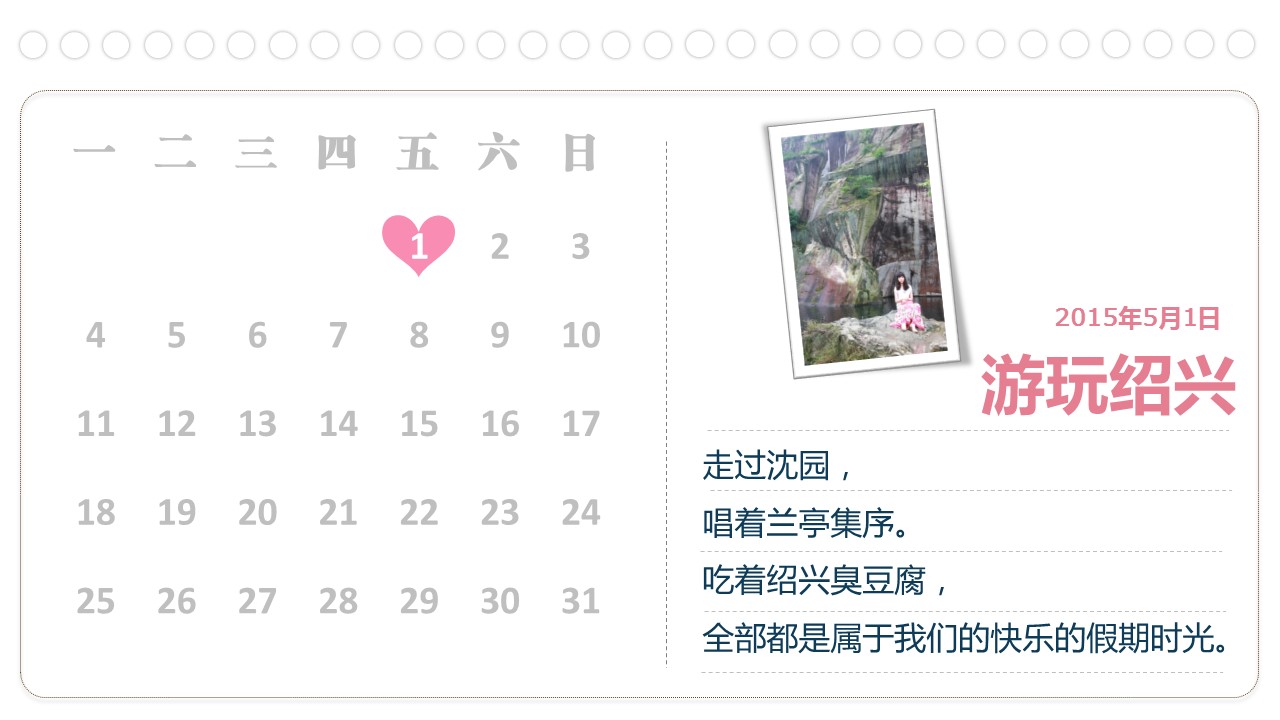 一 二 三 四 五 六 日
1 2 3
4 5 6 7 8 9 10
11 12 13 14 15 16 17
18 19 20 21 22 23 24
25 26 27 28 29 30 31
2015年5月1日
游玩绍兴
走过沈园，
唱着兰亭集序。
吃着绍兴臭豆腐，
全部都是属于我们的快乐的假期时光。